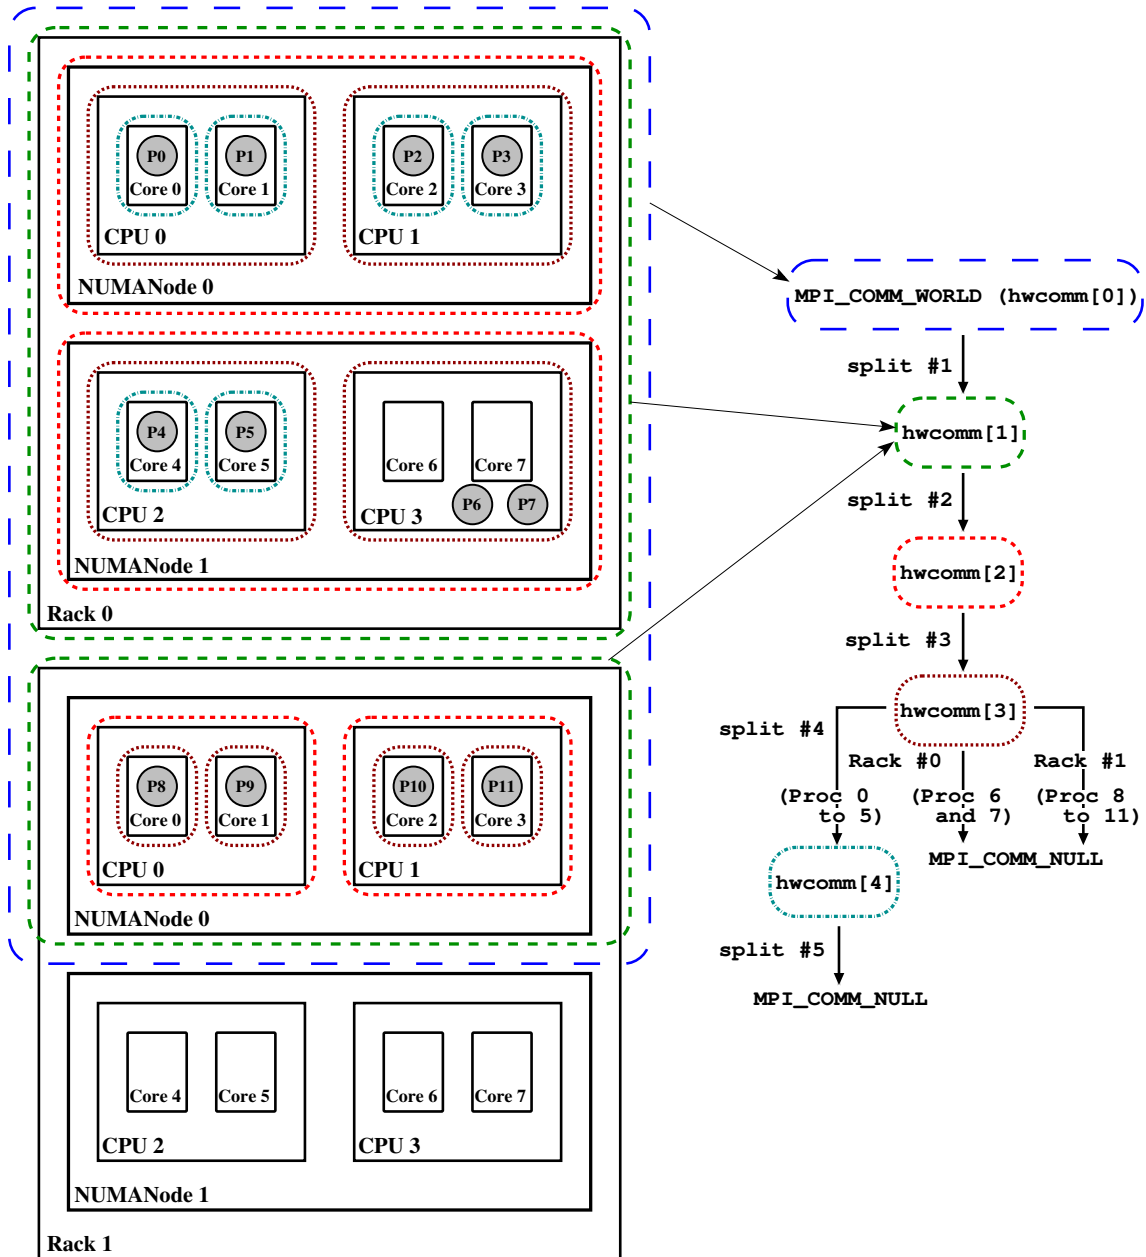 P0
Core 0
P1
Core 1
CPU 0
P2
Core 2
P3
Core 3
CPU 1
NUMANode 0
P4
Core 4
P5
Core 5
CPU 2
Core 6
Core 7
P6
P7
CPU 3
NUMANode 1
Rack 0
P8
Core 0
P9
Core 1
CPU 0
P10
Core 2
P11
Core 3
CPU 1
NUMANode 0
Core 4
Core 5
CPU 2
Core 6
Core 7
CPU 3
NUMANode 1
Rack 1
MPI_COMM_WORLD (hwcomm[0])
split #1
hwcomm[1]
split #2
hwcomm[2]
split #3
hwcomm[3]
split #4
Rack #0
Rack #1
(Proc 0
to 5)
(Proc 6
and 7)
(Proc 8
to 11)
MPI_COMM_NULL
hwcomm[4]
split #5
MPI_COMM_NULL